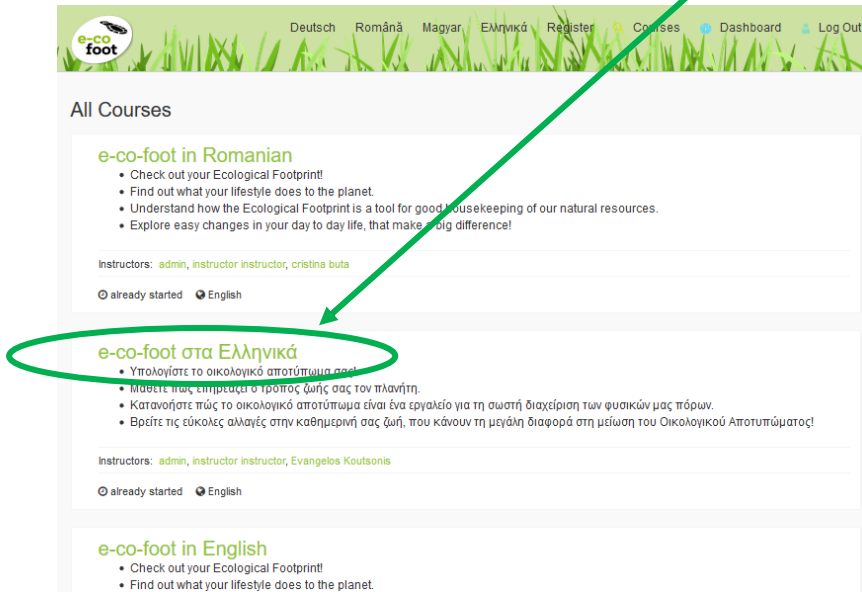 e-co
foot
Deutsch Română Magyar Ελληνικά Register Courses Dashboard Log Out
All Courses
e-co-foot in Romanian
Check out your Ecological Footprint!
Find out what your lifestyle does to the planet.
Understand how the Ecological Footprint is a tool for good housekeeping of our natural resources.
Explore easy changes in your day to day life, that make a big difference!
Instructors: admin, instructor instructor, cristina buta
already started English
e-co-foot στα Ελληνικά
Υπολογίστε το οικολογικό αποτύπωμα σας!
Μάθετε πως επηρεάζει ο τρόπος ζωής σας τον πλανήτη.
Κατανοήστε πώς το οικολογικό αποτύπωμα είναι ένα εργαλείο για τη σωστή διαχείριση των φυσικών μας πόρων.
Βρείτε τις εύκολες αλλαγές στην καθημερινή σας ζωή, που κάνουν τη μεγάλη διαφορά στη μείωση του Οικολογικού Αποτυπώματος!
Instructors: admin, instructor instructor, Evangelos Koutsonis
already started English
e-co-foot in English
Check out your Ecological Footprint!
Find out what your lifestyle does to the planet.